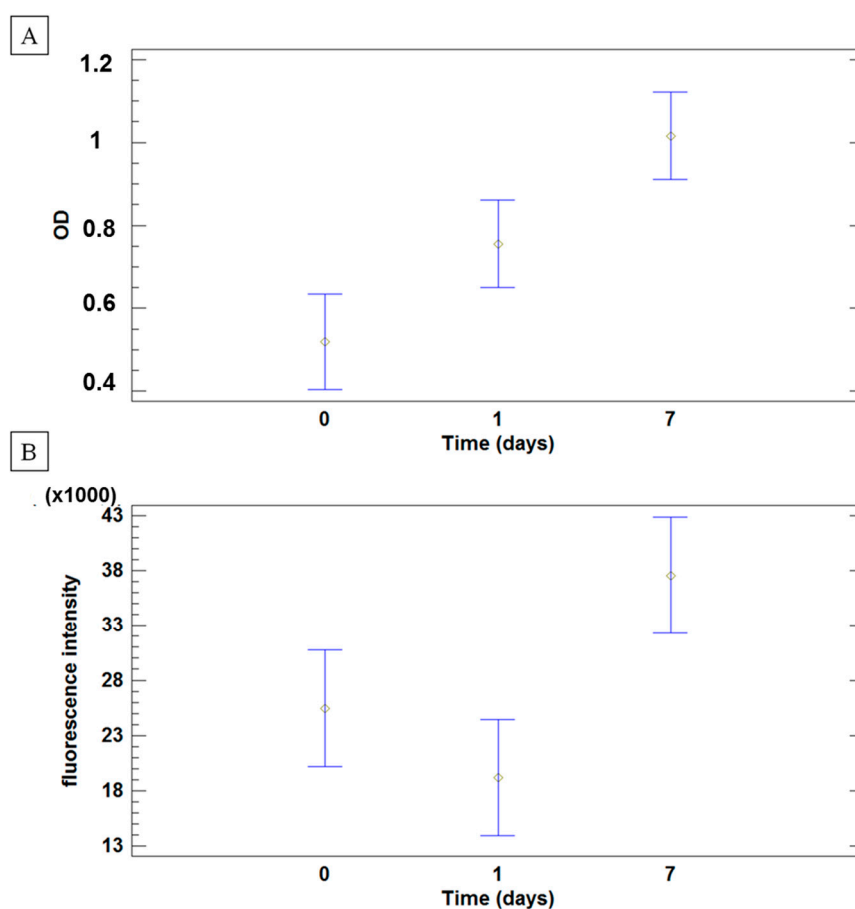 A
1.2
1
0.8
0.6
0.4
OD
0 1 7
Time (days)
B
(x1000)
43
38
33
28
23
18
13
fluorescence intensity
0 1 7
Time (days)